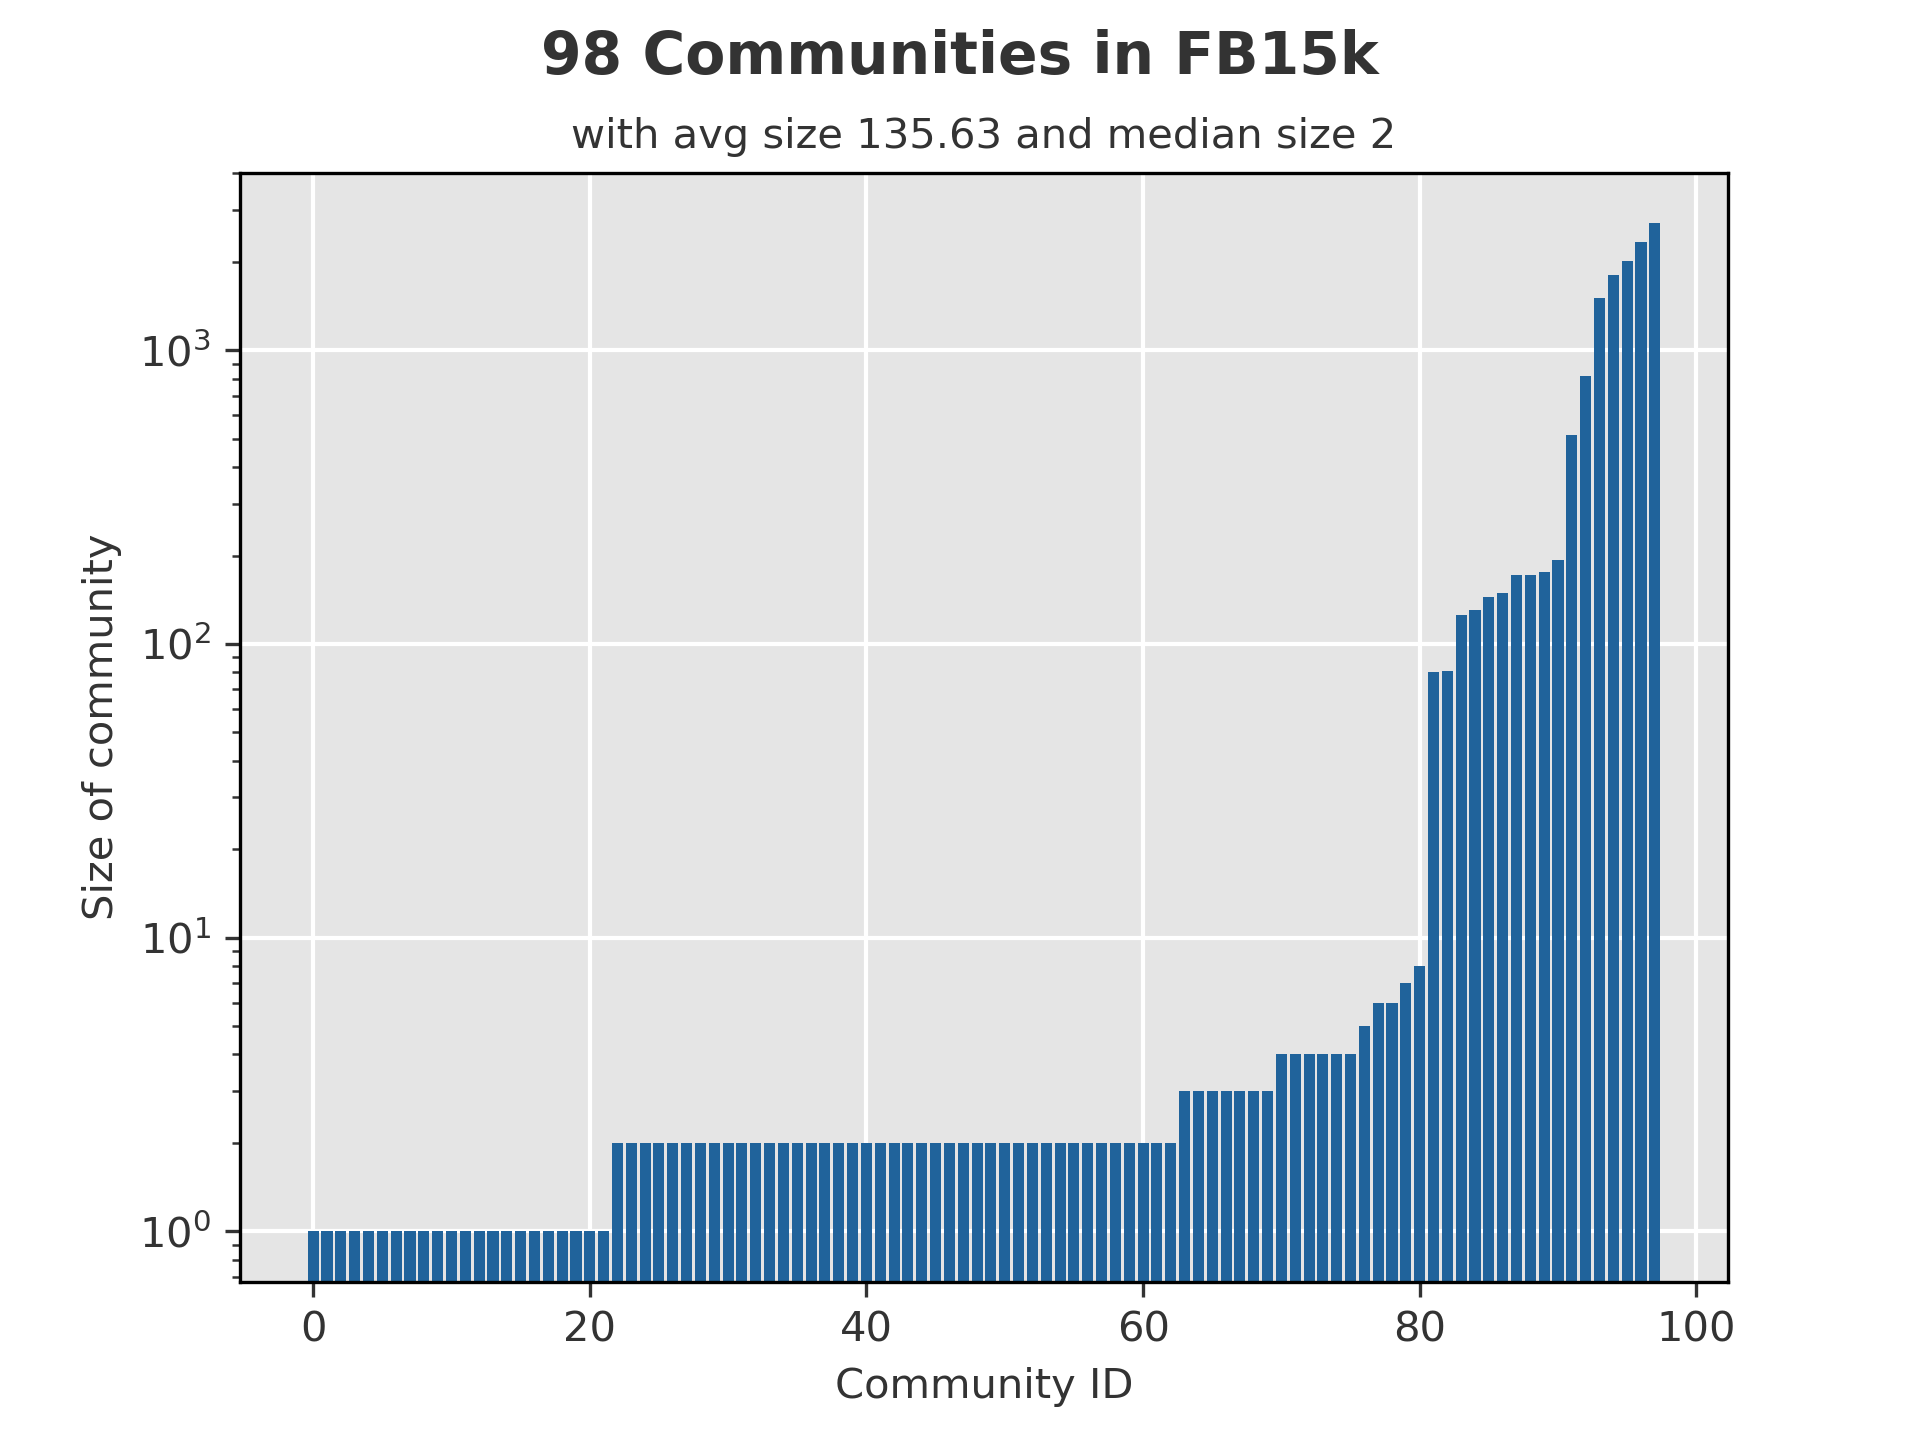 98 Communities in FB15k
with avg size 135.63 and median size 2
Size of community
10³
10²
10¹
10⁰
0 20 40 60 80 100
Community ID